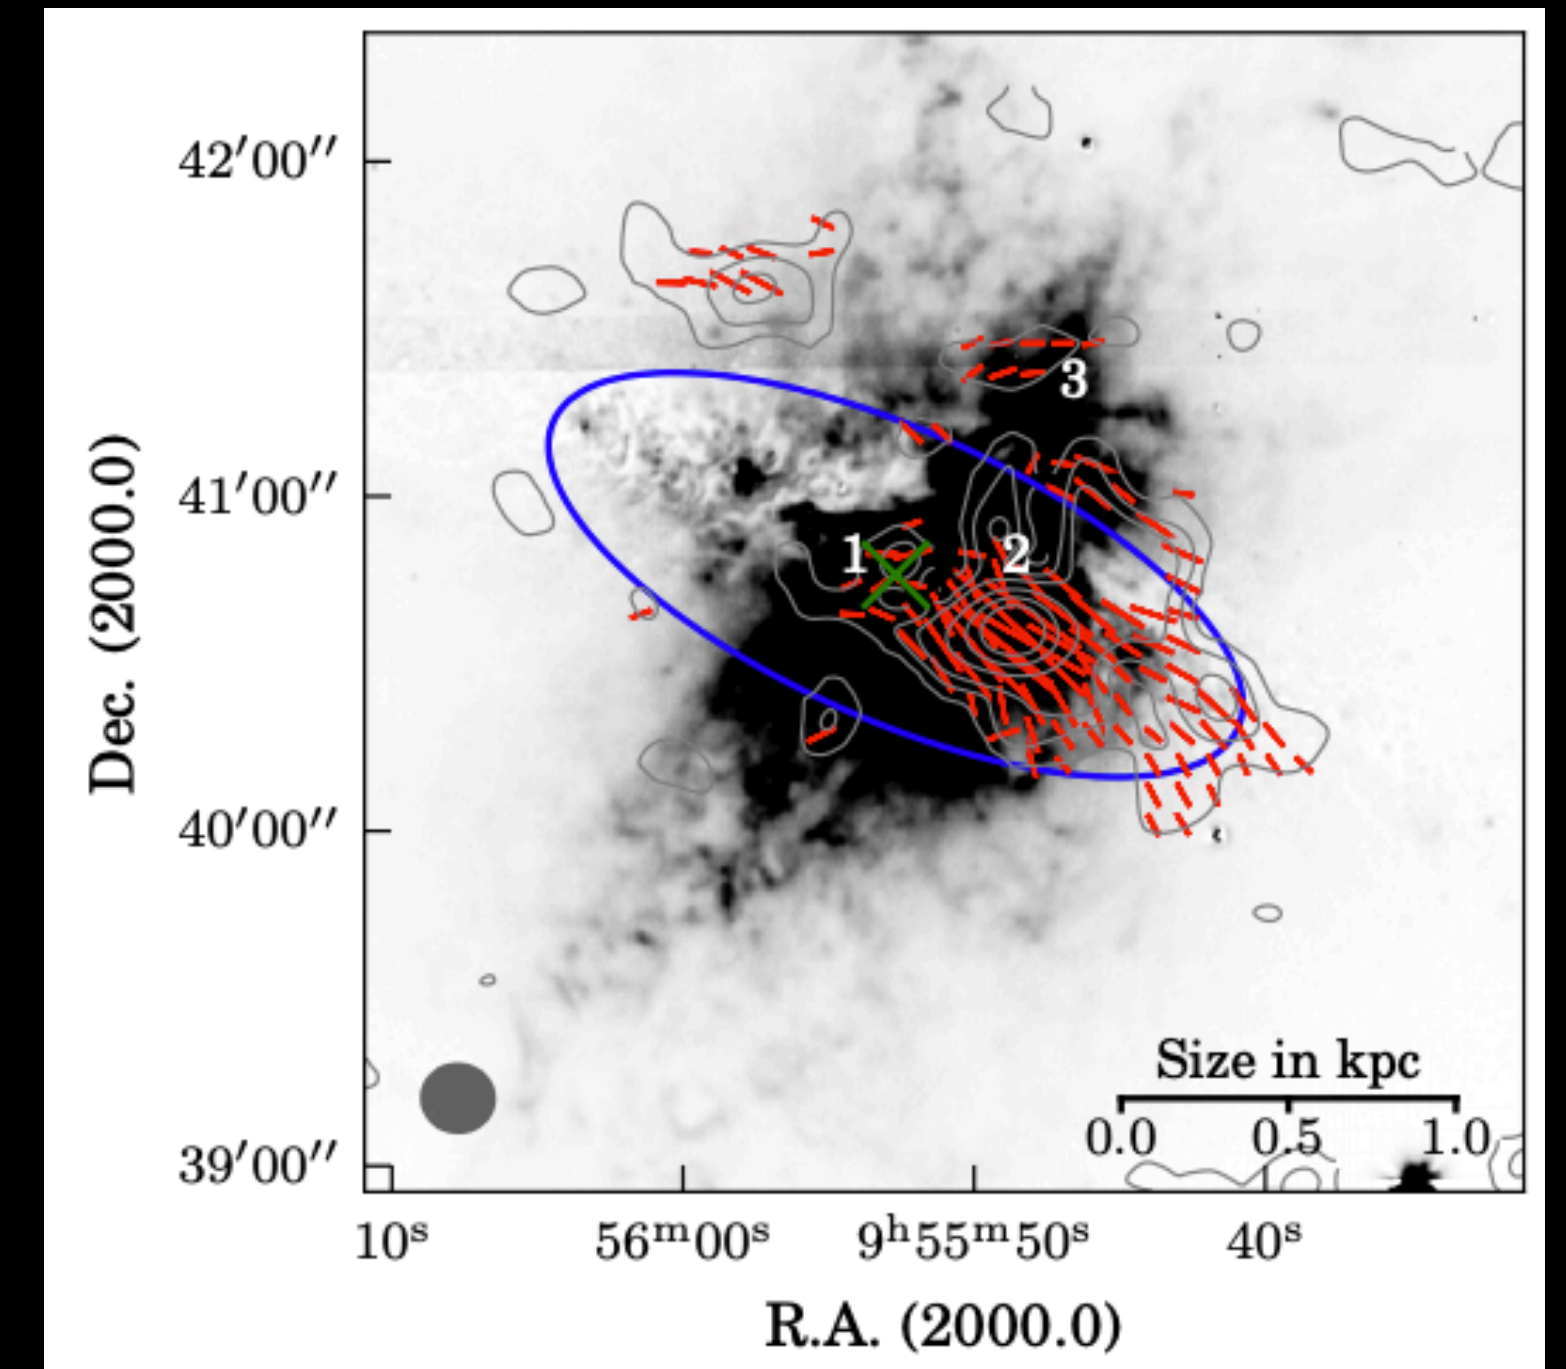 42′00″
41′00″
40′00″
39′00″
Dec. (2000.0)
3
1
2
Size in kpc
0.0 0.5 1.0
10ˢ 56ᵐ00ˢ 9ʰ55ᵐ50ˢ 40ˢ
R.A. (2000.0)